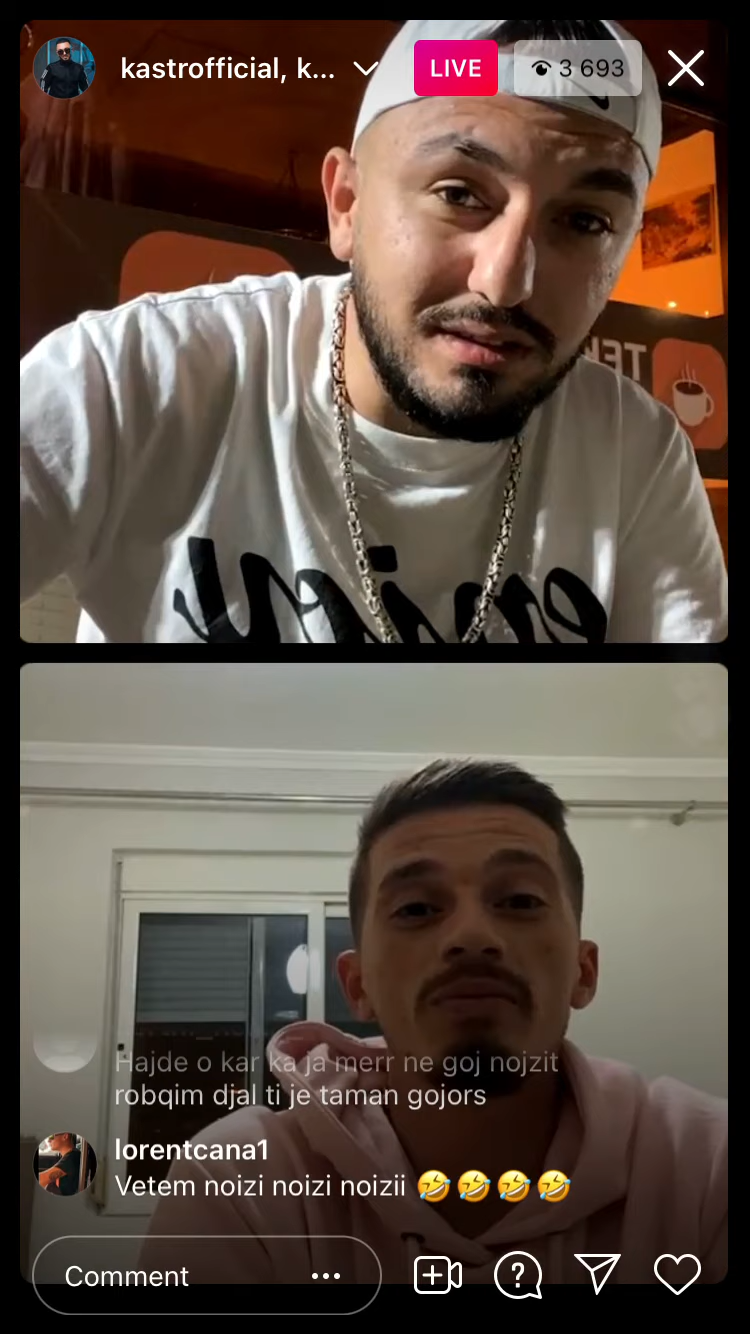 kastrofficial, k...
LIVE
3 693
TEK
Hajde o kar ka ja merr ne goj nojzit
robqim djal ti je taman gojors
lorentcana1
Vetem noizi noizi noizii 🤣🤣🤣🤣
Comment